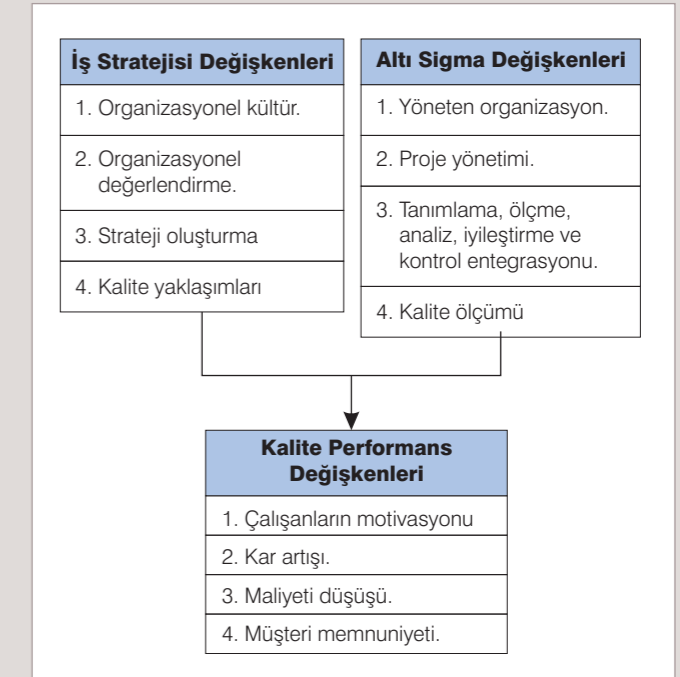 İş Stratejisi Değişkenleri
1. Organizasyonel kültür.
2. Organizasyonel
değerlendirme.
3. Strateji oluşturma
4. Kalite yaklaşımları
Altı Sigma Değişkenleri
1. Yöneten organizasyon.
2. Proje yönetimi.
3. Tanımlama, ölçme,
analiz, iyileştirme ve
kontrol entegrasyonu.
4. Kalite ölçümü
Kalite Performans
Değişkenleri
1. Çalışanların motivasyonu
2. Kar artışı.
3. Maliyeti düşüşü.
4. Müşteri memnuniyeti.